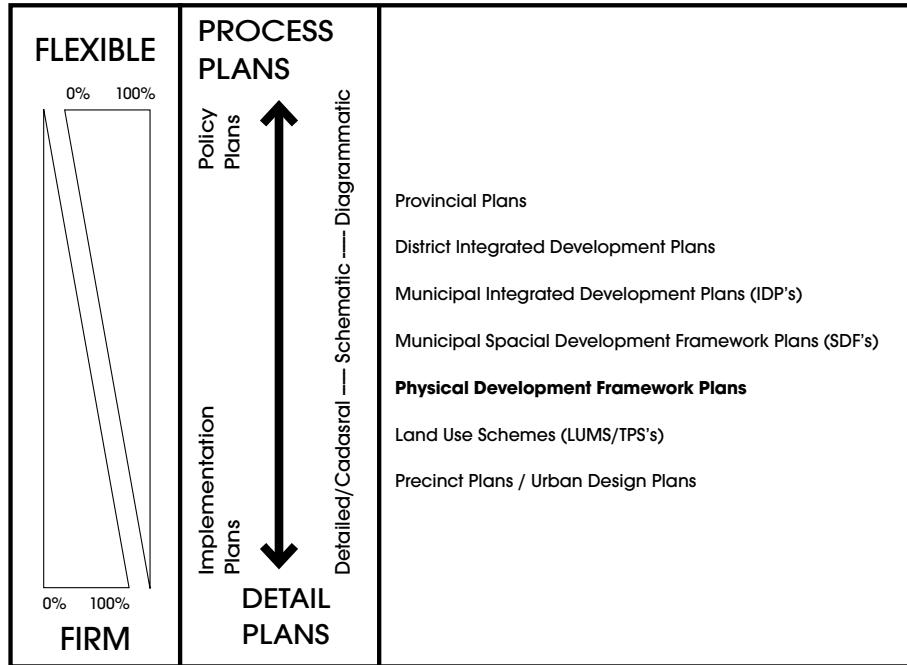 FLEXIBLE
0% 100%
0% 100%
FIRM
PROCESS
PLANS
Policy
Plans
Implementation
Plans
Detailed/Cadasral ---- Schematic ---- Diagrammatic
DETAIL
PLANS
Provincial Plans
District Integrated Development Plans
Municipal Integrated Development Plans (IDP's)
Municipal Spacial Development Framework Plans (SDF's)
Physical Development Framework Plans
Land Use Schemes (LUMS/TPS's)
Precinct Plans / Urban Design Plans